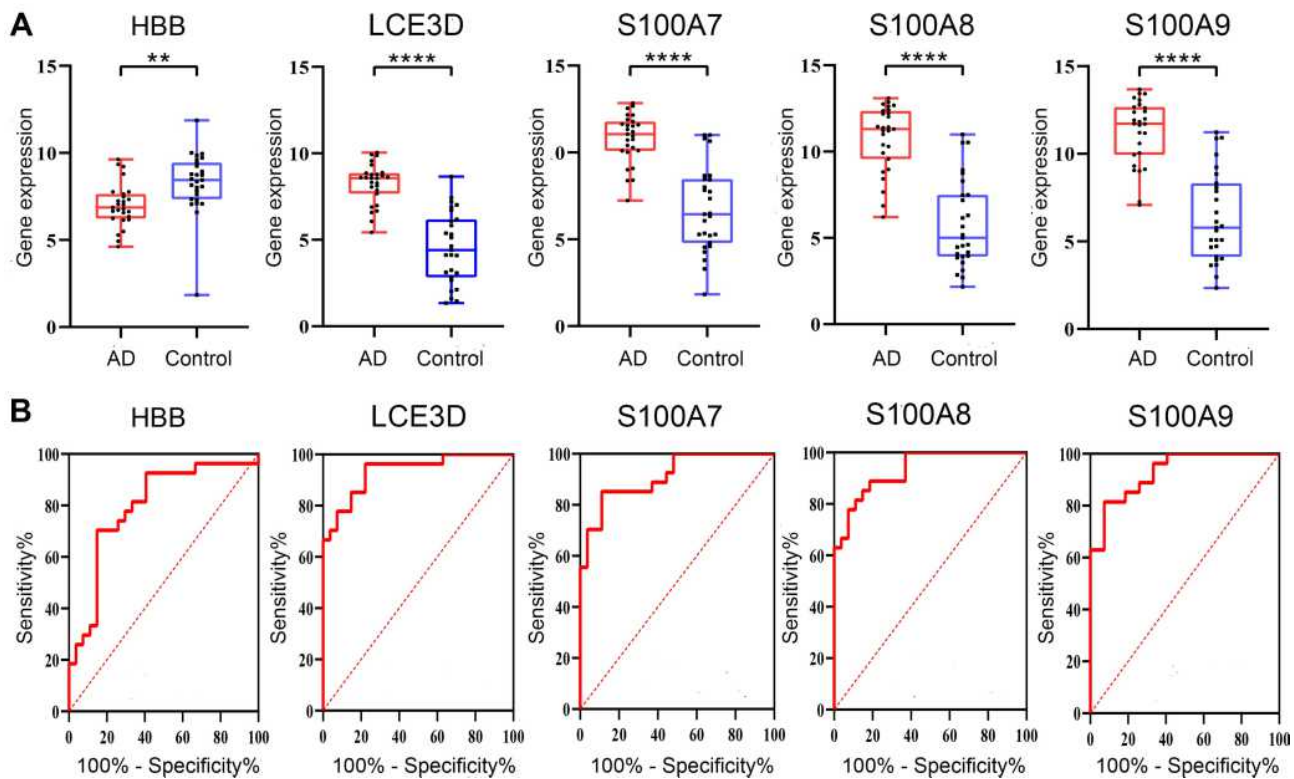 A
HBB
LCE3D
S100A7
S100A8
S100A9
**
****
****
****
****
Gene expression
15
10
5
0
AD
Control
Gene expression
15
10
5
0
AD
Control
Gene expression
15
10
5
0
AD
Control
Gene expression
15
10
5
0
AD
Control
Gene expression
15
10
5
0
AD
Control
B
HBB
LCE3D
S100A7
S100A8
S100A9
Sensitivity%
100
80
60
40
20
0
0 20 40 60 80 100
100% - Specificity%
Sensitivity%
100
80
60
40
20
0
0 20 40 60 80 100
100% - Specificity%
Sensitivity%
100
80
60
40
20
0
0 20 40 60 80 100
100% - Specificity%
Sensitivity%
100
80
60
40
20
0
0 20 40 60 80 100
100% - Specificity%
Sensitivity%
100
80
60
40
20
0
0 20 40 60 80 100
100% - Specificity%